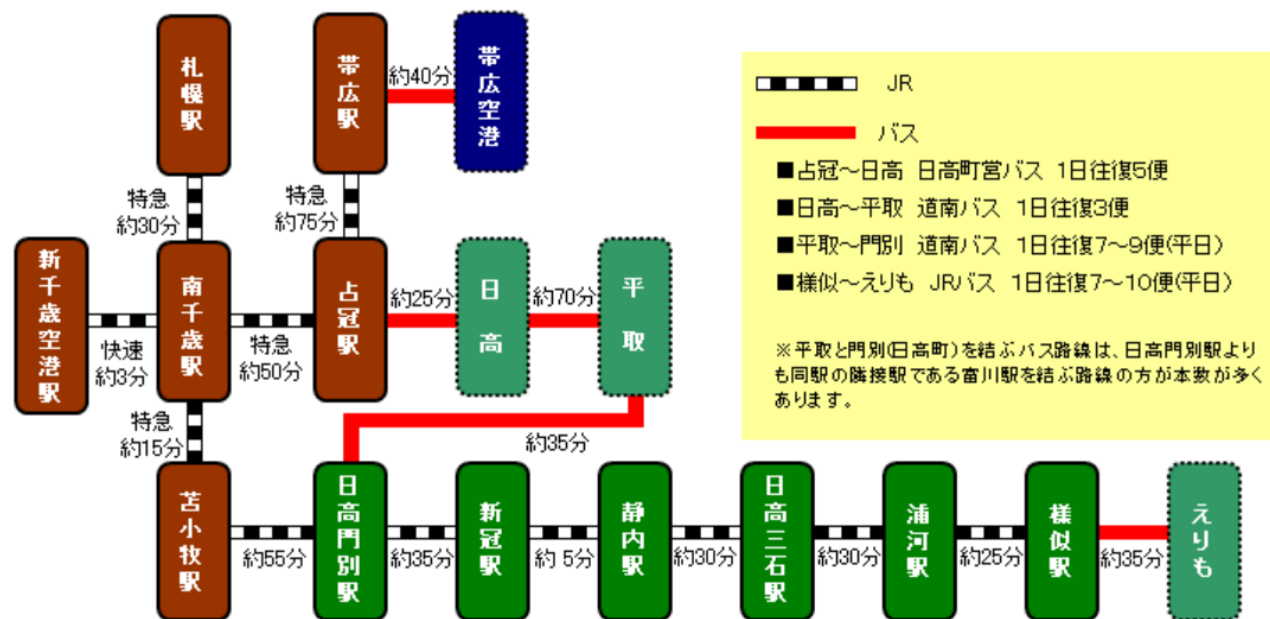 札幌駅
帯広駅
約40分
帯広空港
特急
約30分
特急
約75分
新千歳空港駅
快速
約3分
南千歳駅
特急
約50分
占冠駅
約25分
日高
約70分
平取
特急
約15分
約35分
苫小牧駅
約55分
日高門別駅
約35分
新冠駅
約 5分
静内駅
約30分
日高三石駅
約30分
浦河駅
約25分
様似駅
約35分
えりも
JR
バス
■占冠～日高 日高町営バス 1日往復5便
■日高～平取 道南バス 1日往復3便
■平取～門別 道南バス 1日往復7～9便(平日)
■様似～えりも JRバス 1日往復7～10便(平日)
※平取と門別(日高町)を結ぶバス路線は、日高門別駅より
も同駅の隣接駅である富川駅を結ぶ路線の方が本数が多く
あります。